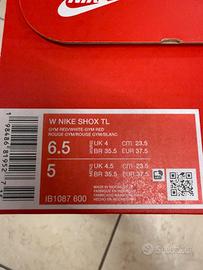 NIKE
W NIKE SHOX TL
GYM RED/WHITE-GYM RED
ROUGE GYM/ROUGE GYM/BLANC
6.5 UK 4 CM 23.5
BR 35.5 EUR 37.5
5 UK 4.5 CM 23.5
BR 35.5 EUR 37.5
IB1087 600
Subito